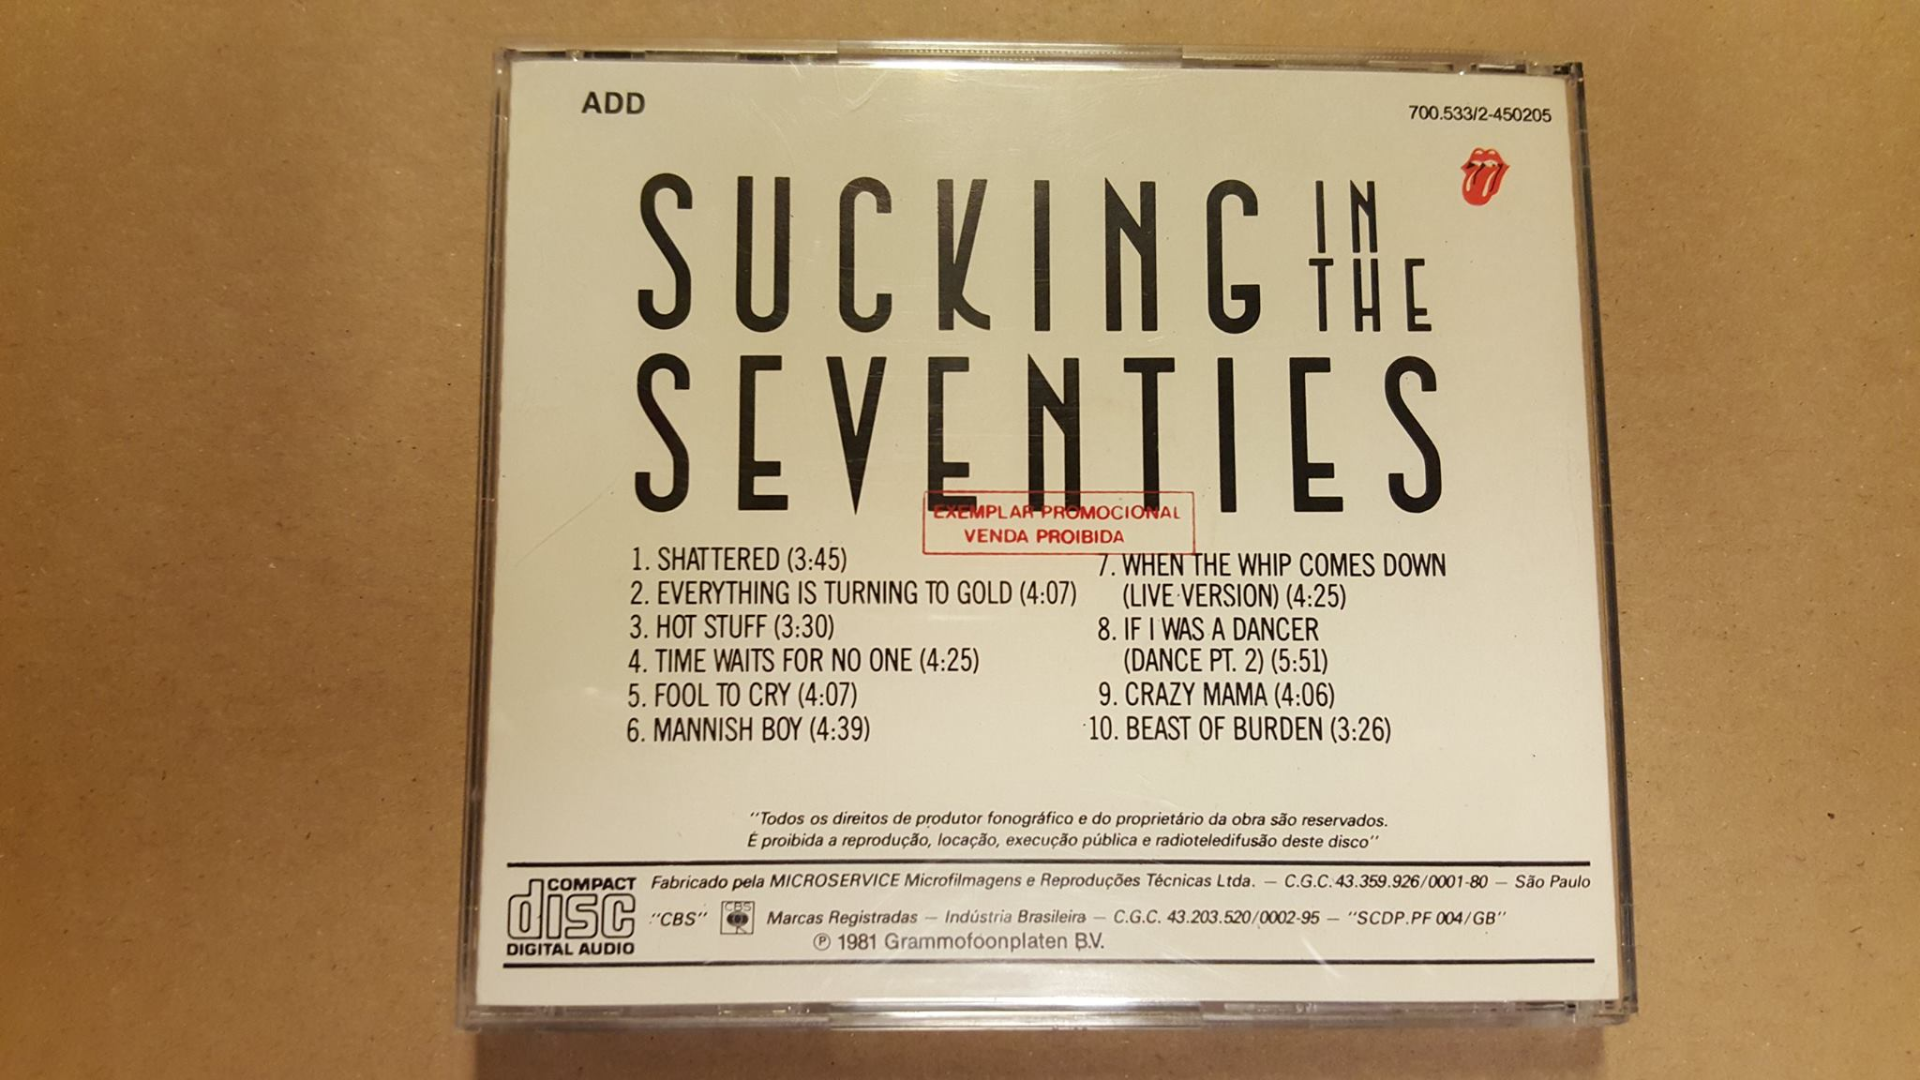 ADD
700.533/2-450205
SUCKING IN THE
SEVENTIES
EXEMPLAR PROMOCIONAL
VENDA PROIBIDA
1. SHATTERED (3:45)
2. EVERYTHING IS TURNING TO GOLD (4:07)
3. HOT STUFF (3:30)
4. TIME WAITS FOR NO ONE (4:25)
5. FOOL TO CRY (4:07)
6. MANNISH BOY (4:39)
7. WHEN THE WHIP COMES DOWN
(LIVE VERSION) (4:25)
8. IF I WAS A DANCER
(DANCE PT. 2) (5:51)
9. CRAZY MAMA (4:06)
10. BEAST OF BURDEN (3:26)
"Todos os direitos de produtor fonográfico e do proprietário da obra são reservados.
É proibida a reprodução, locação, execução pública e radioteledifusão deste disco"
COMPACT
disc
DIGITAL AUDIO
Fabricado pela MICROSERVICE Microfilmagens e Reproduções Técnicas Ltda. — C.G.C. 43.359.926/0001-80 — São Paulo
"CBS" CBS Marcas Registradas — Indústria Brasileira — C.G.C. 43.203.520/0002-95 — "SCDP.PF 004/GB"
℗ 1981 Grammofoonplaten B.V.